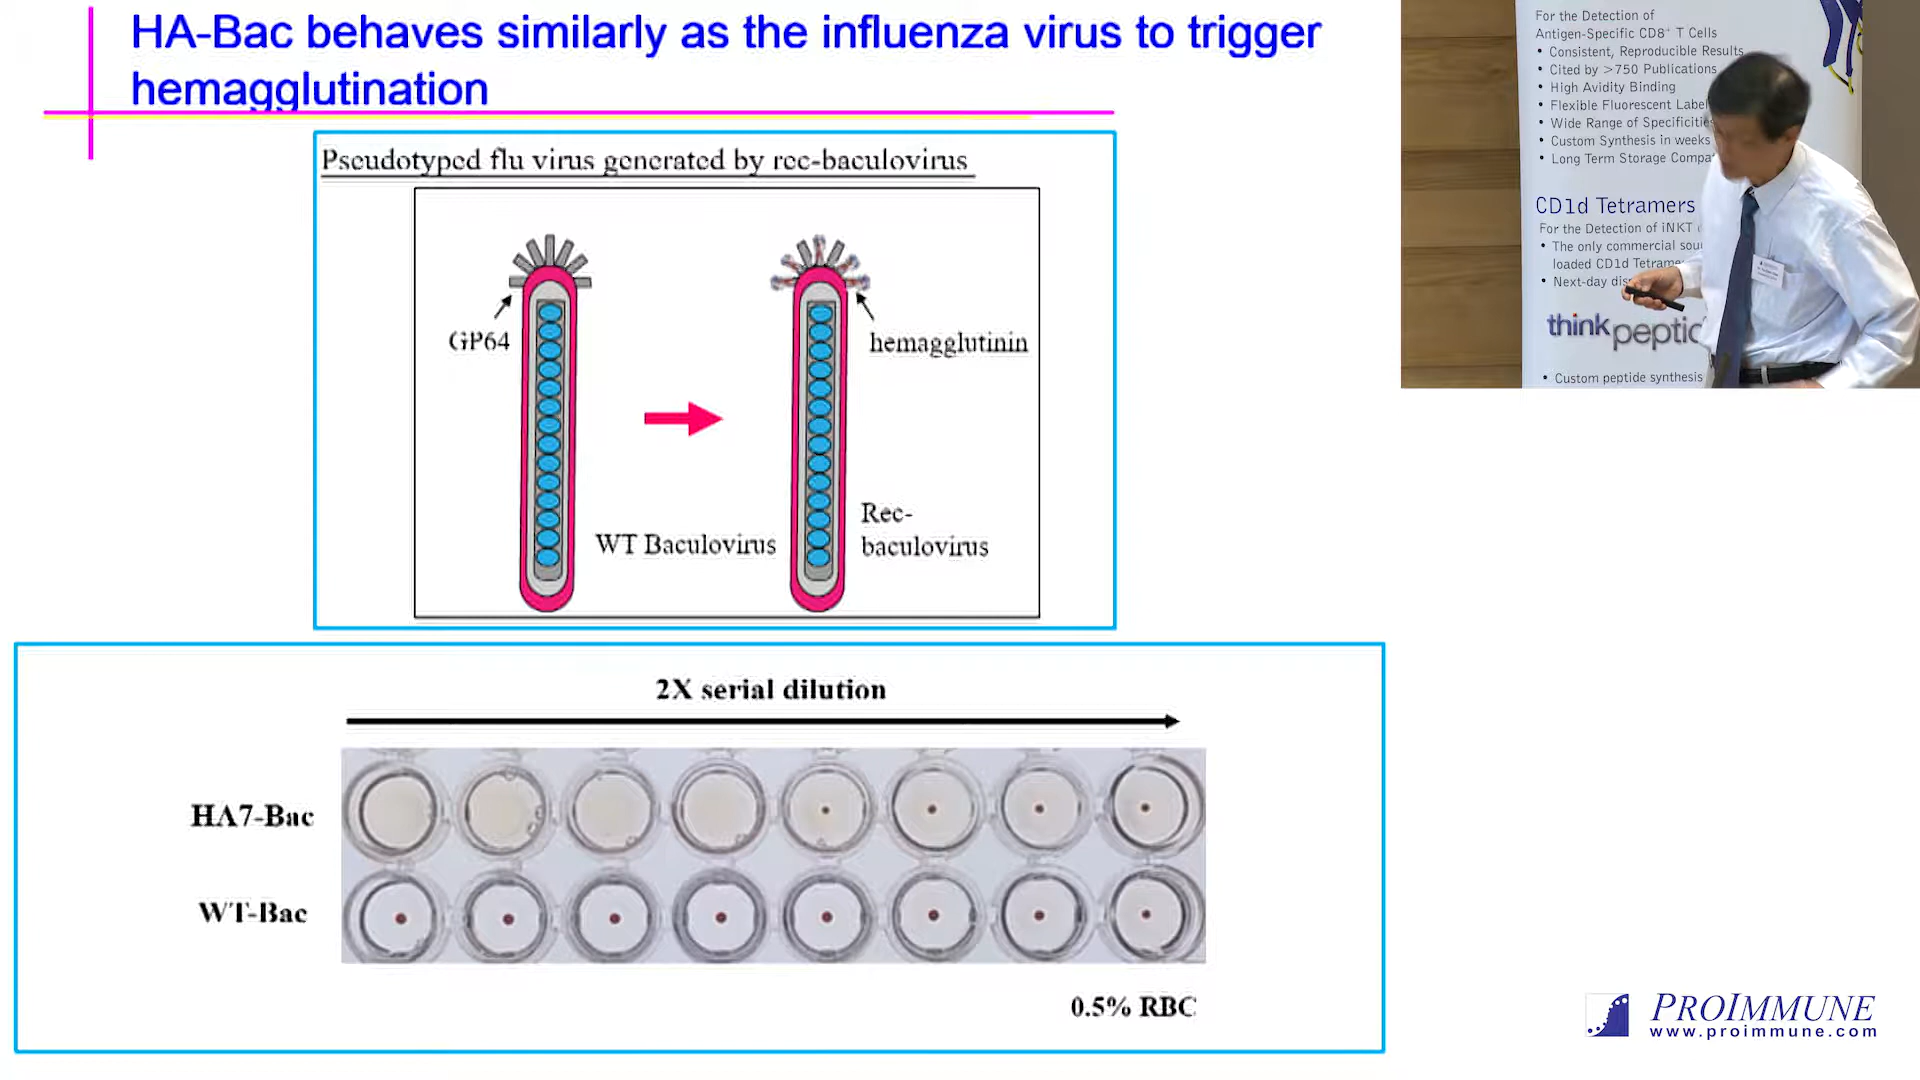 HA-Bac behaves similarly as the influenza virus to trigger
hemagglutination
Pseudotyped flu virus generated by rec-baculovirus
GP64
hemagglutinin
WT Baculovirus
Rec-
baculovirus
2X serial dilution
HA7-Bac
WT-Bac
0.5% RBC
For the Detection of
Antigen-Specific CD8⁺ T Cells
• Consistent, Reproducible Results
• Cited by >750 Publications
• High Avidity Binding
• Flexible Fluorescent Label
• Wide Range of Specificitie
• Custom Synthesis in weeks
• Long Term Storage Compa
CD1d Tetramers
For the Detection of iNKT
• The only commercial sou
loaded CD1d Tetrame
• Next-day dis
thinkpeptid
• Custom peptide synthesis
PROIMMUNE
www.proimmune.com